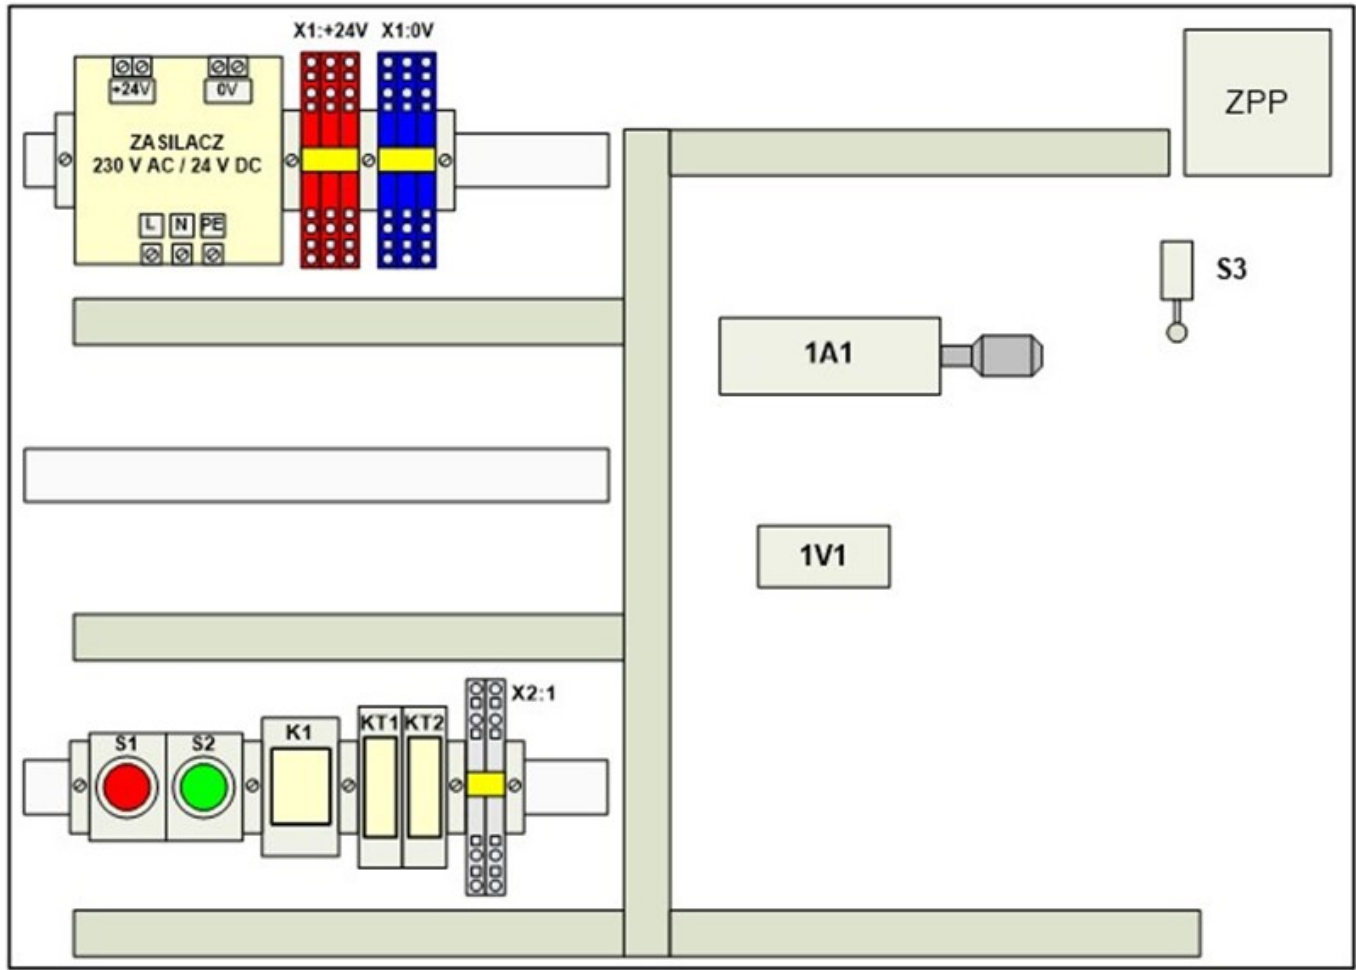 X1:+24V X1:0V
+24V 0V
ZASILACZ
230 V AC / 24 V DC
L N PE
ZPP
S3
1A1
1V1
X2:1
S1 S2 K1 KT1 KT2